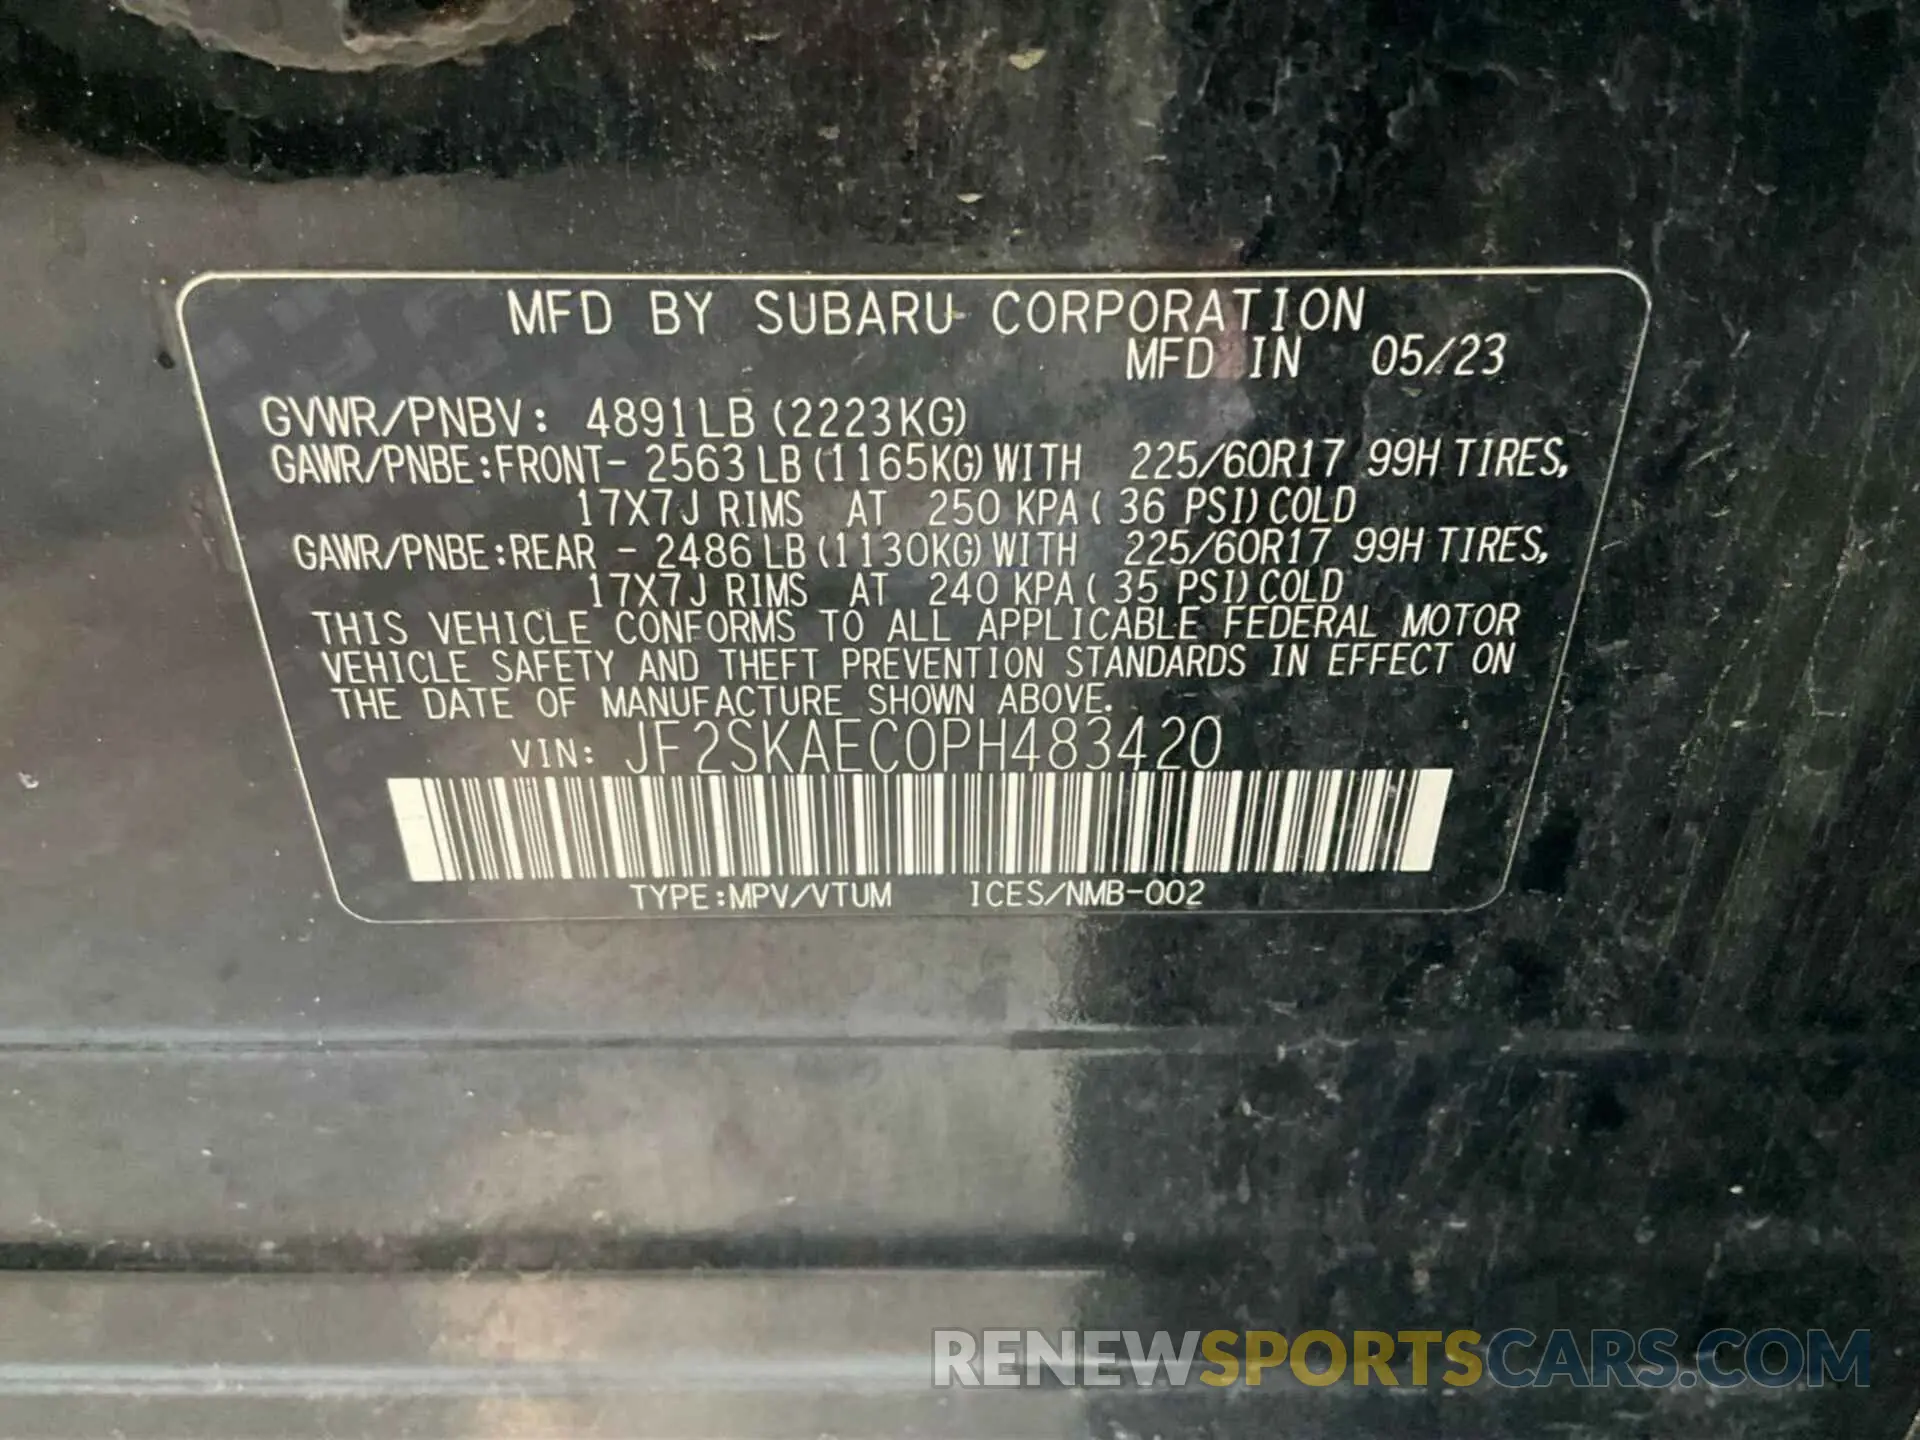 MFD BY SUBARU CORPORATION
MFD IN 05/23
GVWR/PNBV: 4891LB (2223KG)
GAWR/PNBE:FRONT- 2563 LB (1165KG) WITH 225/60R17 99H TIRES,
17X7J RIMS AT 250 KPA ( 36 PSI) COLD
GAWR/PNBE:REAR - 2486 LB (1130KG) WITH 225/60R17 99H TIRES,
17X7J RIMS AT 240 KPA ( 35 PSI) COLD
THIS VEHICLE CONFORMS TO ALL APPLICABLE FEDERAL MOTOR
VEHICLE SAFETY AND THEFT PREVENTION STANDARDS IN EFFECT ON
THE DATE OF MANUFACTURE SHOWN ABOVE.
VIN: JF2SKAEC0PH483420
TYPE:MPV/VTUM ICES/NMB-002
RENEWSPORTSCARS.COM